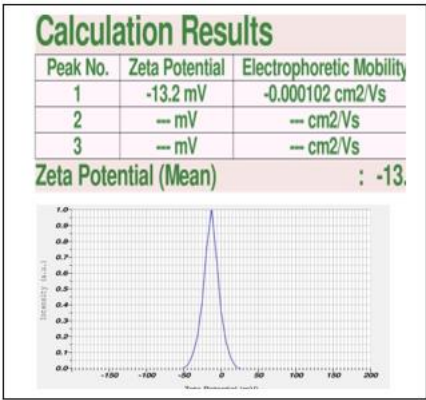 Calculation Results
Peak No. Zeta Potential Electrophoretic Mobility
1 -13.2 mV -0.000102 cm2/Vs
2 --- mV --- cm2/Vs
3 --- mV --- cm2/Vs
Zeta Potential (Mean) : -13.
1.0
0.9
0.8
0.7
0.6
0.5
0.4
0.3
0.2
0.1
0.0
Intensity (a.u.)
-150 -100 -50 0 50 100 150 200